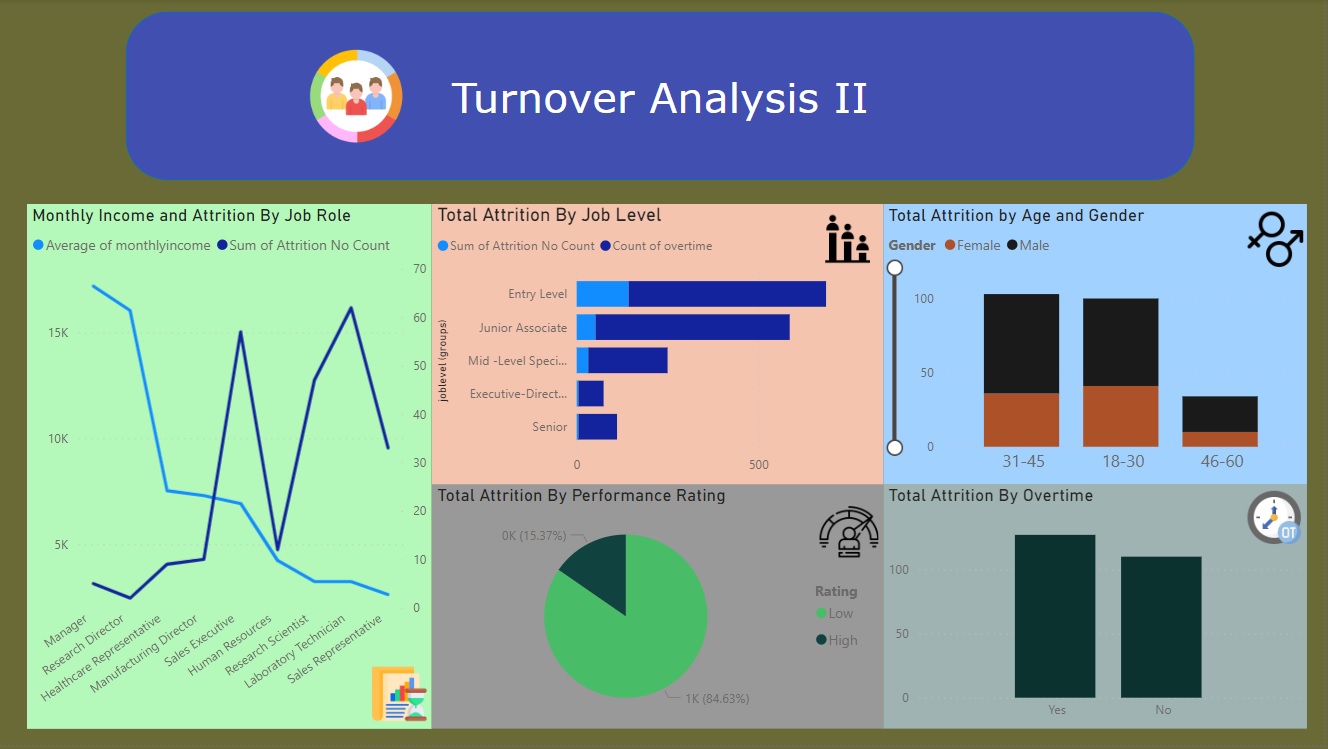 Turnover Analysis II
Monthly Income and Attrition By Job Role
Average of monthlyincome Sum of Attrition No Count
70
60
50
40
30
20
10
0
15K
10K
5K
Manager
Research Director
Healthcare Representative
Manufacturing Director
Sales Executive
Human Resources
Research Scientist
Laboratory Technician
Sales Representative
Total Attrition By Job Level
Sum of Attrition No Count Count of overtime
joblevel (groups)
Entry Level
Junior Associate
Mid -Level Speci...
Executive-Direct...
Senior
0 500
Total Attrition by Age and Gender
Gender Female Male
100
50
0
31-45 18-30 46-60
Total Attrition By Performance Rating
0K (15.37%)
1K (84.63%)
Rating
Low
High
Total Attrition By Overtime
OT
100
50
0
Yes No